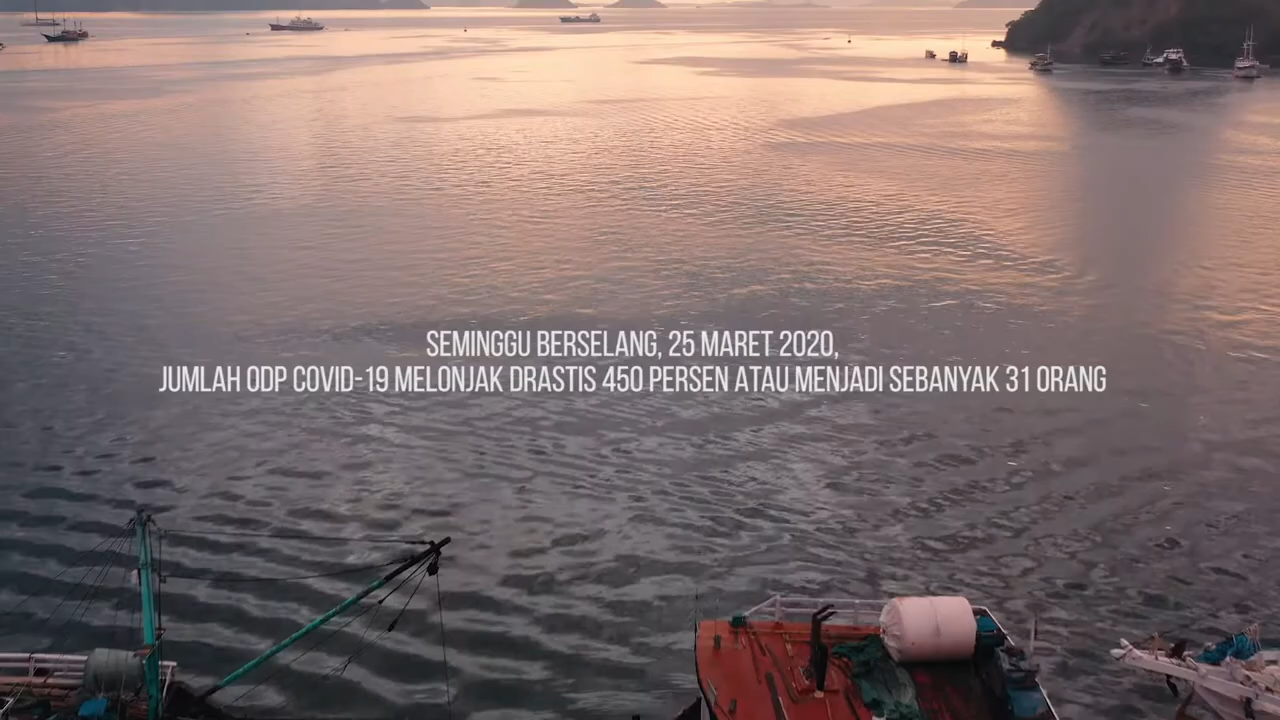 SEMINGGU BERSELANG, 25 MARET 2020,
JUMLAH ODP COVID-19 MELONJAK DRASTIS 450 PERSEN ATAU MENJADI SEBANYAK 31 ORANG